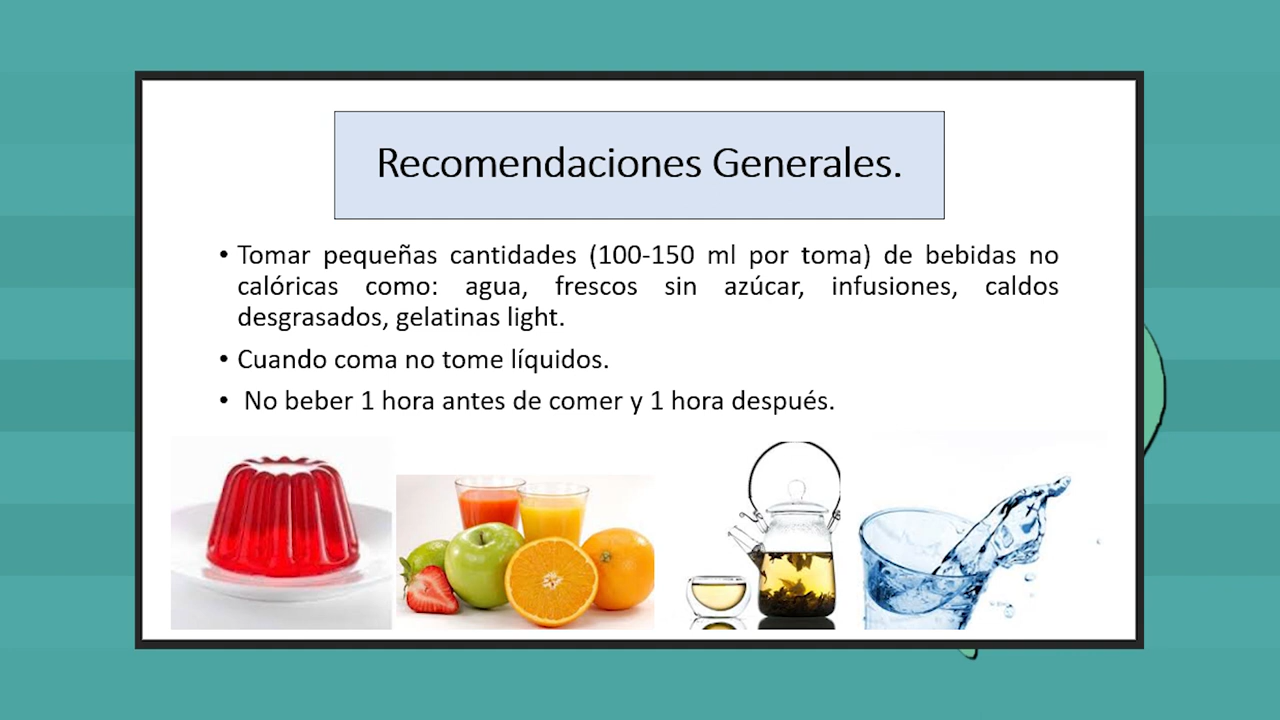 Recomendaciones Generales.
• Tomar pequeñas cantidades (100-150 ml por toma) de bebidas no
calóricas como: agua, frescos sin azúcar, infusiones, caldos
desgrasados, gelatinas light.
• Cuando coma no tome líquidos.
• No beber 1 hora antes de comer y 1 hora después.